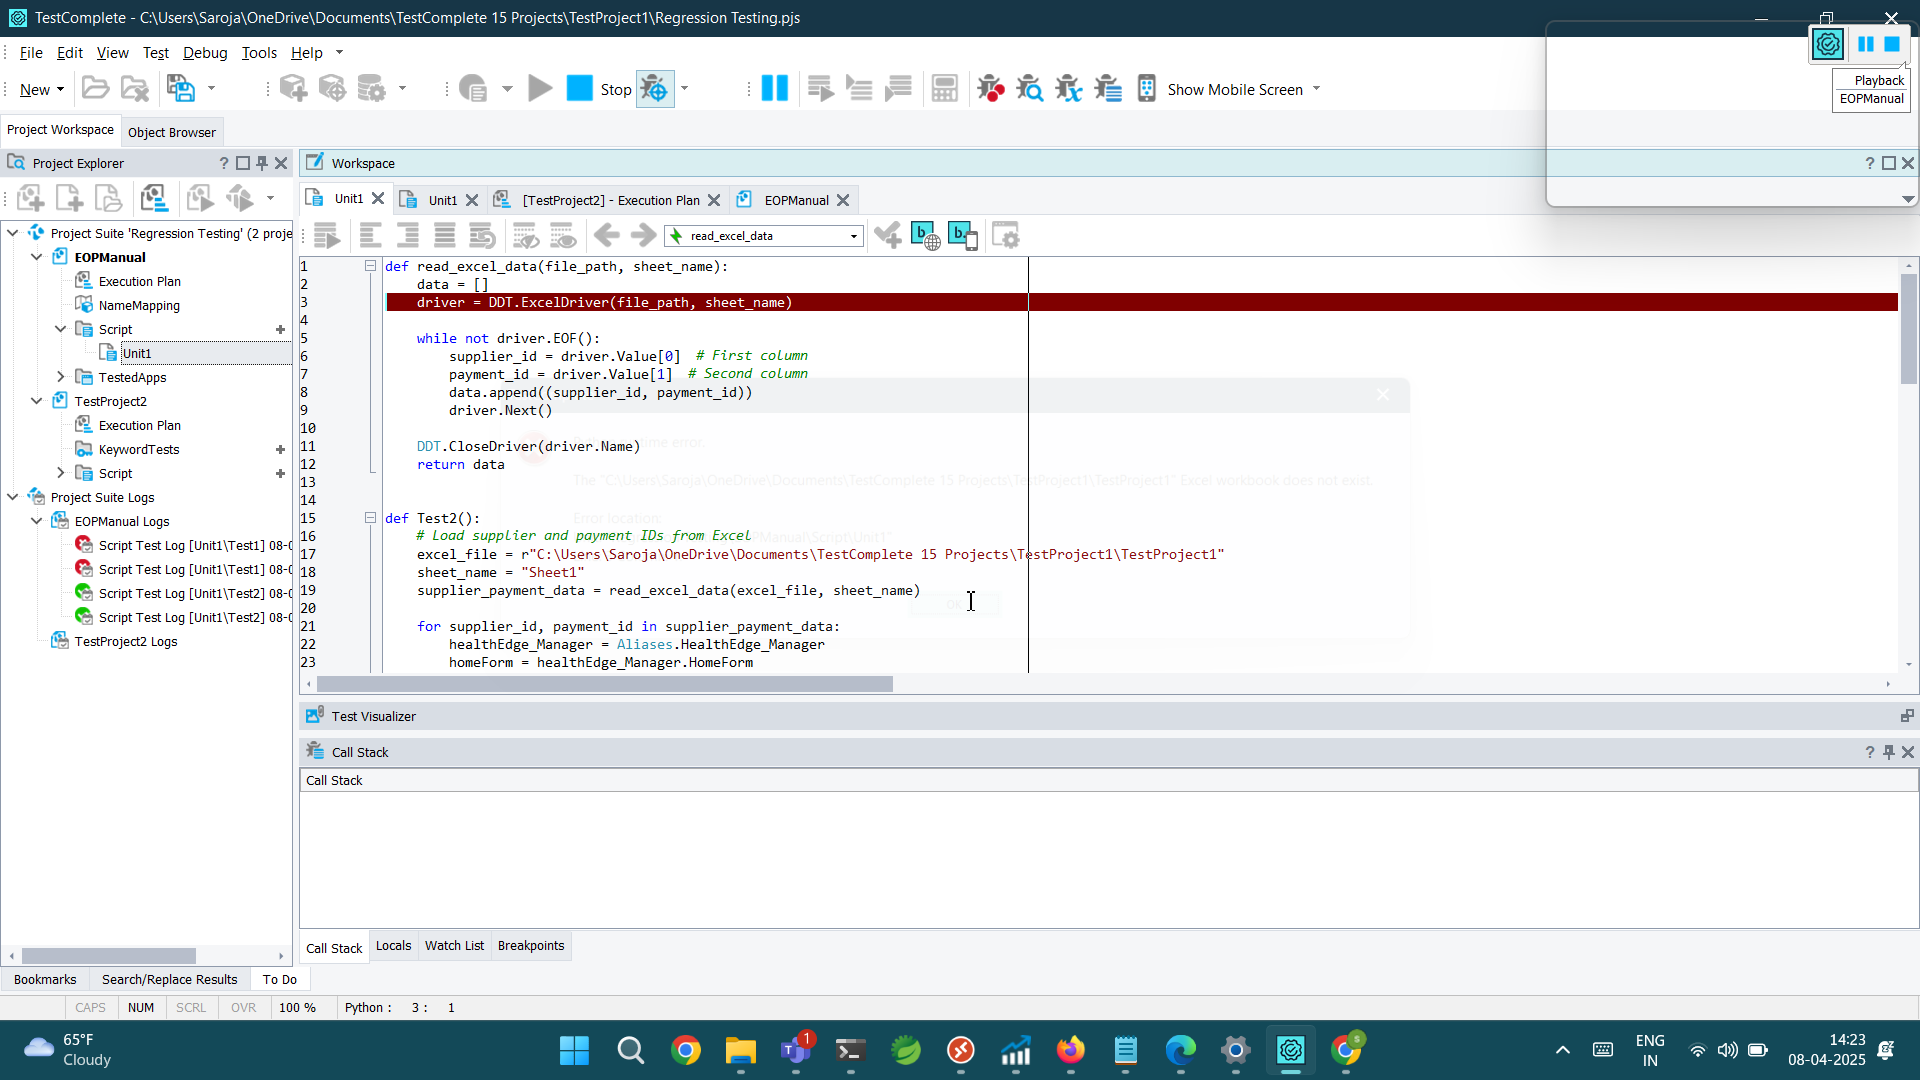 TestComplete - C:\Users\Saroja\OneDrive\Documents\TestComplete 15 Projects\TestProject1\Regression Testing.pjs
File Edit View Test Debug Tools Help
New
Stop
Show Mobile Screen
Playback
EOPManual
Project Workspace
Object Browser
Project Explorer
Workspace
Unit1
Unit1
[TestProject2] - Execution Plan
EOPManual
read_excel_data
Project Suite 'Regression Testing' (2 proje
EOPManual
Execution Plan
NameMapping
Script
Unit1
TestedApps
TestProject2
Execution Plan
KeywordTests
Script
Project Suite Logs
EOPManual Logs
Script Test Log [Unit1\Test1] 08-0
Script Test Log [Unit1\Test1] 08-0
Script Test Log [Unit1\Test2] 08-0
Script Test Log [Unit1\Test2] 08-0
TestProject2 Logs
1 def read_excel_data(file_path, sheet_name):
2 data = []
3 driver = DDT.ExcelDriver(file_path, sheet_name)
4
5 while not driver.EOF():
6 supplier_id = driver.Value[0] # First column
7 payment_id = driver.Value[1] # Second column
8 data.append((supplier_id, payment_id))
9 driver.Next()
10
11 DDT.CloseDriver(driver.Name)
12 return data
13
14
15 def Test2():
16 # Load supplier and payment IDs from Excel
17 excel_file = r"C:\Users\Saroja\OneDrive\Documents\TestComplete 15 Projects\TestProject1\TestProject1"
18 sheet_name = "Sheet1"
19 supplier_payment_data = read_excel_data(excel_file, sheet_name)
20
21 for supplier_id, payment_id in supplier_payment_data:
22 healthEdge_Manager = Aliases.HealthEdge_Manager
23 homeForm = healthEdge_Manager.HomeForm
time error.
The "C:\Users\Saroja\OneDrive\Documents\TestComplete 15 Projects\TestProject1\TestProject1" Excel workbook does not exist.
Error location:
EOPManual\Script\Unit1"
OK
Test Visualizer
Call Stack
Call Stack
Call Stack
Locals
Watch List
Breakpoints
Bookmarks
Search/Replace Results
To Do
CAPS NUM SCRL OVR 100 % Python : 3 : 1
65°F
Cloudy
1
ENG
IN
14:23
08-04-2025